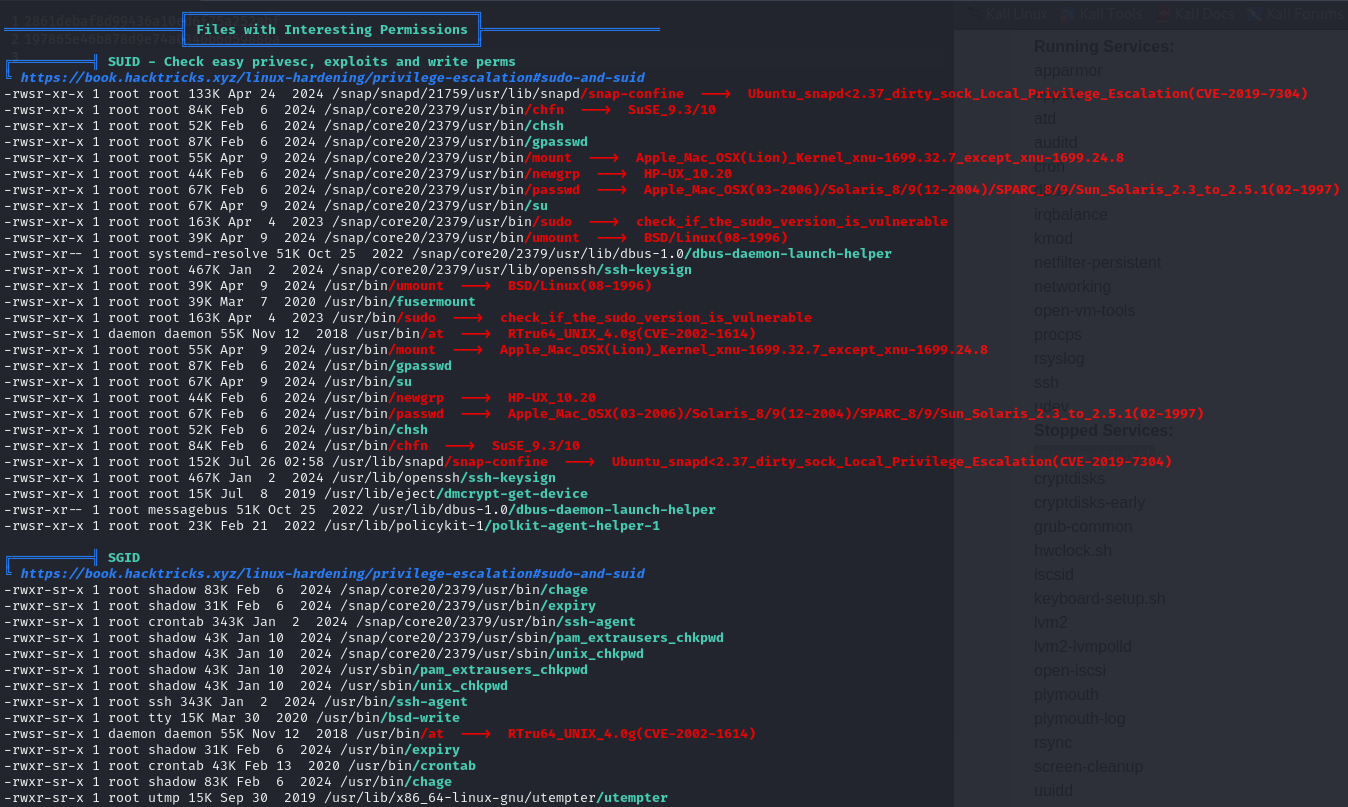 1 2861debaf8d99436a10
2 197865e46b878d9e74a
3
Files with Interesting Permissions
SUID - Check easy privesc, exploits and write perms
https://book.hacktricks.xyz/linux-hardening/privilege-escalation#sudo-and-suid
-rwsr-xr-x 1 root root 133K Apr 24  2024 /snap/snapd/21759/usr/lib/snapd/snap-confine  --->  Ubuntu_snapd<2.37_dirty_sock_Local_Privilege_Escalation(CVE-2019-7304)
-rwsr-xr-x 1 root root 84K Feb  6  2024 /snap/core20/2379/usr/bin/chfn  --->  SuSE_9.3/10
-rwsr-xr-x 1 root root 52K Feb  6  2024 /snap/core20/2379/usr/bin/chsh
-rwsr-xr-x 1 root root 87K Feb  6  2024 /snap/core20/2379/usr/bin/gpasswd
-rwsr-xr-x 1 root root 55K Apr  9  2024 /snap/core20/2379/usr/bin/mount  --->  Apple_Mac_OSX(Lion)_Kernel_xnu-1699.32.7_except_xnu-1699.24.8
-rwsr-xr-x 1 root root 44K Feb  6  2024 /snap/core20/2379/usr/bin/newgrp  --->  HP-UX_10.20
-rwsr-xr-x 1 root root 67K Feb  6  2024 /snap/core20/2379/usr/bin/passwd  --->  Apple_Mac_OSX(03-2006)/Solaris_8/9(12-2004)/SPARC_8/9/Sun_Solaris_2.3_to_2.5.1(02-1997)
-rwsr-xr-x 1 root root 67K Apr  9  2024 /snap/core20/2379/usr/bin/su
-rwsr-xr-x 1 root root 163K Apr  4  2023 /snap/core20/2379/usr/bin/sudo  --->  check_if_the_sudo_version_is_vulnerable
-rwsr-xr-x 1 root root 39K Apr  9  2024 /snap/core20/2379/usr/bin/umount  --->  BSD/Linux(08-1996)
-rwsr-xr-- 1 root systemd-resolve 51K Oct 25  2022 /snap/core20/2379/usr/lib/dbus-1.0/dbus-daemon-launch-helper
-rwsr-xr-x 1 root root 467K Jan  2  2024 /snap/core20/2379/usr/lib/openssh/ssh-keysign
-rwsr-xr-x 1 root root 39K Apr  9  2024 /usr/bin/umount  --->  BSD/Linux(08-1996)
-rwsr-xr-x 1 root root 39K Mar  7  2020 /usr/bin/fusermount
-rwsr-xr-x 1 root root 163K Apr  4  2023 /usr/bin/sudo  --->  check_if_the_sudo_version_is_vulnerable
-rwsr-sr-x 1 daemon daemon 55K Nov 12  2018 /usr/bin/at  --->  RTru64_UNIX_4.0g(CVE-2002-1614)
-rwsr-xr-x 1 root root 55K Apr  9  2024 /usr/bin/mount  --->  Apple_Mac_OSX(Lion)_Kernel_xnu-1699.32.7_except_xnu-1699.24.8
-rwsr-xr-x 1 root root 87K Feb  6  2024 /usr/bin/gpasswd
-rwsr-xr-x 1 root root 67K Apr  9  2024 /usr/bin/su
-rwsr-xr-x 1 root root 44K Feb  6  2024 /usr/bin/newgrp  --->  HP-UX_10.20
-rwsr-xr-x 1 root root 67K Feb  6  2024 /usr/bin/passwd  --->  Apple_Mac_OSX(03-2006)/Solaris_8/9(12-2004)/SPARC_8/9/Sun_Solaris_2.3_to_2.5.1(02-1997)
-rwsr-xr-x 1 root root 52K Feb  6  2024 /usr/bin/chsh
-rwsr-xr-x 1 root root 84K Feb  6  2024 /usr/bin/chfn  --->  SuSE_9.3/10
-rwsr-xr-x 1 root root 152K Jul 26 02:58 /usr/lib/snapd/snap-confine  --->  Ubuntu_snapd<2.37_dirty_sock_Local_Privilege_Escalation(CVE-2019-7304)
-rwsr-xr-x 1 root root 467K Jan  2  2024 /usr/lib/openssh/ssh-keysign
-rwsr-xr-x 1 root root 15K Jul  8  2019 /usr/lib/eject/dmcrypt-get-device
-rwsr-xr-- 1 root messagebus 51K Oct 25  2022 /usr/lib/dbus-1.0/dbus-daemon-launch-helper
-rwsr-xr-x 1 root root 23K Feb 21  2022 /usr/lib/policykit-1/polkit-agent-helper-1
SGID
https://book.hacktricks.xyz/linux-hardening/privilege-escalation#sudo-and-suid
-rwxr-sr-x 1 root shadow 83K Feb  6  2024 /snap/core20/2379/usr/bin/chage
-rwxr-sr-x 1 root shadow 31K Feb  6  2024 /snap/core20/2379/usr/bin/expiry
-rwxr-sr-x 1 root crontab 343K Jan  2  2024 /snap/core20/2379/usr/bin/ssh-agent
-rwxr-sr-x 1 root shadow 43K Jan 10  2024 /snap/core20/2379/usr/sbin/pam_extrausers_chkpwd
-rwxr-sr-x 1 root shadow 43K Jan 10  2024 /snap/core20/2379/usr/sbin/unix_chkpwd
-rwxr-sr-x 1 root shadow 43K Jan 10  2024 /usr/sbin/pam_extrausers_chkpwd
-rwxr-sr-x 1 root shadow 43K Jan 10  2024 /usr/sbin/unix_chkpwd
-rwxr-sr-x 1 root ssh 343K Jan  2  2024 /usr/bin/ssh-agent
-rwxr-sr-x 1 root tty 15K Mar 30  2020 /usr/bin/bsd-write
-rwsr-sr-x 1 daemon daemon 55K Nov 12  2018 /usr/bin/at  --->  RTru64_UNIX_4.0g(CVE-2002-1614)
-rwxr-sr-x 1 root shadow 31K Feb  6  2024 /usr/bin/expiry
-rwxr-sr-x 1 root crontab 43K Feb 13  2020 /usr/bin/crontab
-rwxr-sr-x 1 root shadow 83K Feb  6  2024 /usr/bin/chage
-rwxr-sr-x 1 root utmp 15K Sep 30  2019 /usr/lib/x86_64-linux-gnu/utempter/utempter
Kali Linux Kali Tools Kali Docs Kali Forums
Running Services:
apparmor
atd
auditd
cron
irqbalance
kmod
netfilter-persistent
networking
open-vm-tools
procps
rsyslog
ssh
udev
Stopped Services:
cryptdisks
cryptdisks-early
grub-common
hwclock.sh
iscsid
keyboard-setup.sh
lvm2
lvm2-lvmpolld
open-iscsi
plymouth
plymouth-log
rsync
screen-cleanup
uuidd